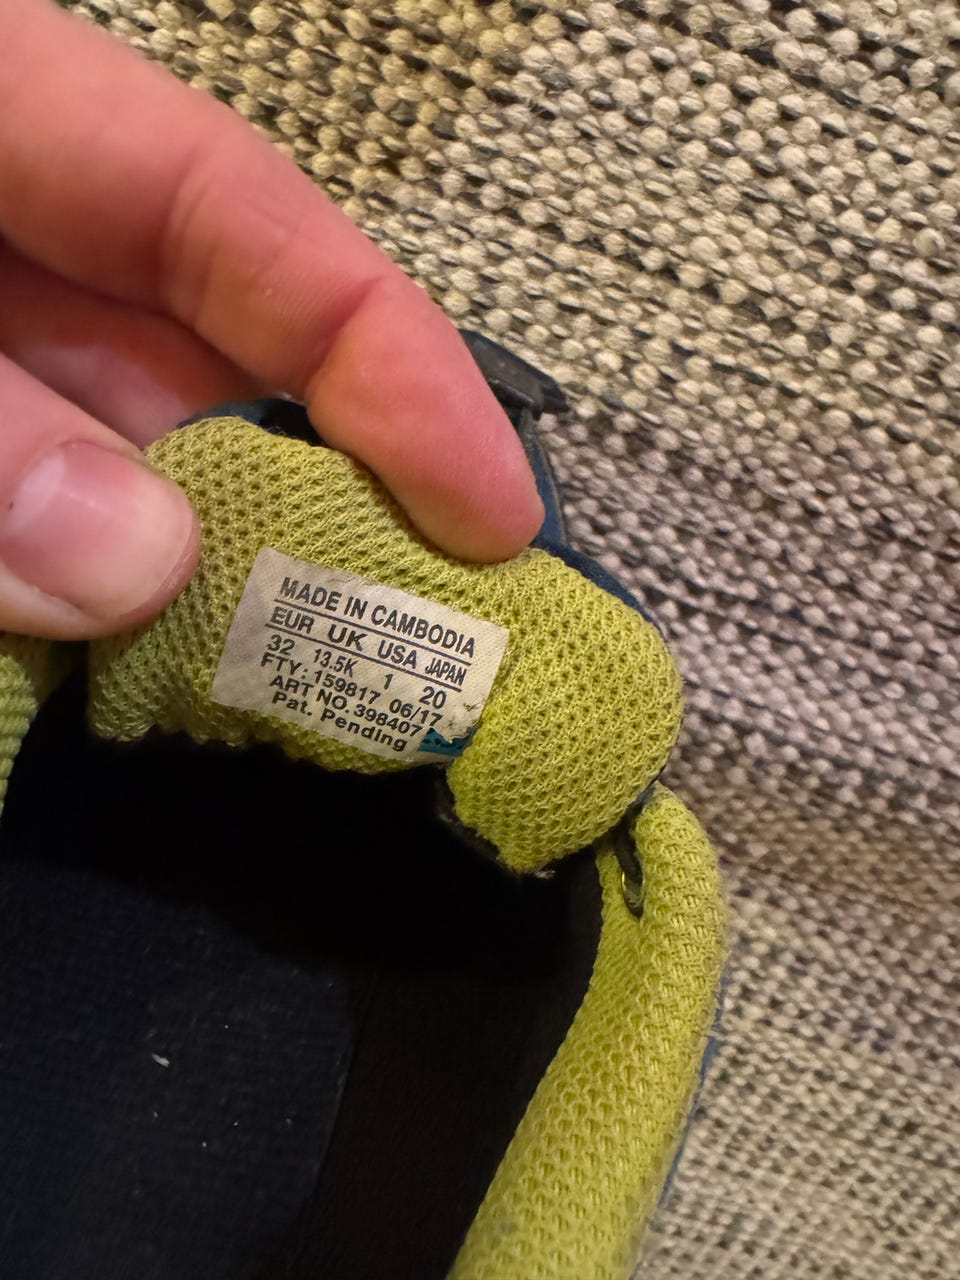 MADE IN CAMBODIA
EUR UK USA JAPAN
32 13.5K 1 20
FTY: 159817 06/17
ART NO. 398407
Pat. Pending